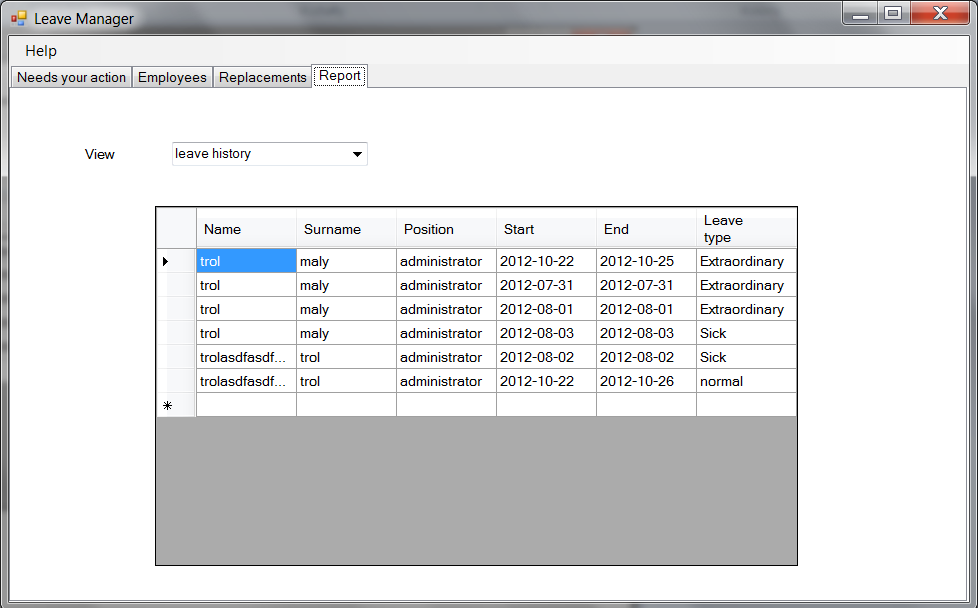 Leave Manager
Help
Needs your action Employees Replacements Report
View leave history
Name Surname Position Start End Leave type
trol maly administrator 2012-10-22 2012-10-25 Extraordinary
trol maly administrator 2012-07-31 2012-07-31 Extraordinary
trol maly administrator 2012-08-01 2012-08-01 Extraordinary
trol maly administrator 2012-08-03 2012-08-03 Sick
trolasdfasdf... trol administrator 2012-08-02 2012-08-02 Sick
trolasdfasdf... trol administrator 2012-10-22 2012-10-26 normal